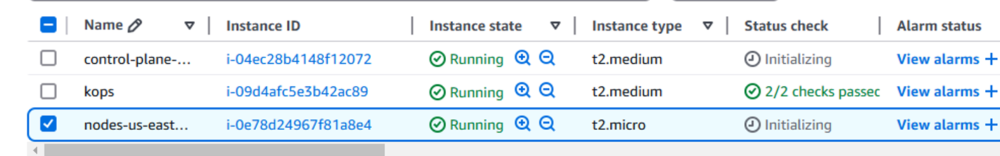 Name Instance ID Instance state Instance type Status check Alarm status
control-plane-... i-04ec28b4148f12072 Running t2.medium Initializing View alarms +
kops i-09d4afc5e3b42ac89 Running t2.medium 2/2 checks passec View alarms +
nodes-us-east... i-0e78d24967f81a8e4 Running t2.micro Initializing View alarms +